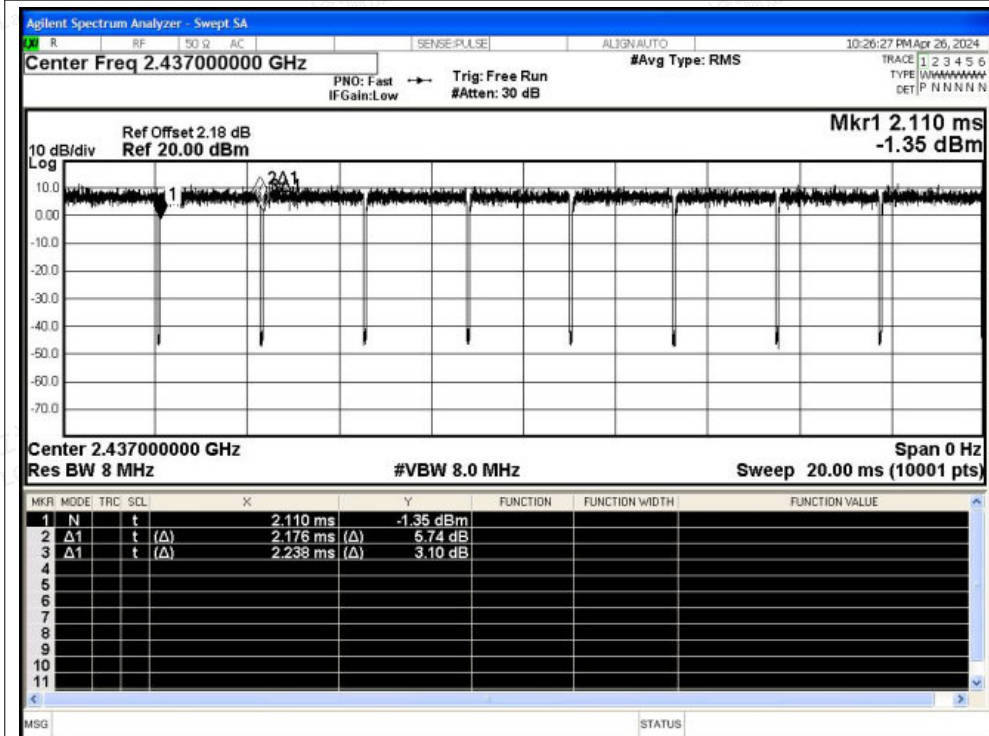 Agilent Spectrum Analyzer - Swept SA
LXI R RF 50 Ω AC SENSE:PULSE ALIGNAUTO 10:26:27 PM Apr 26, 2024
Center Freq 2.437000000 GHz
PNO: Fast
IFGain:Low
Trig: Free Run
#Atten: 30 dB
#Avg Type: RMS
TRACE 1 2 3 4 5 6
TYPE
DET P N N N N N
Mkr1 2.110 ms
-1.35 dBm
Ref Offset 2.18 dB
10 dB/div Ref 20.00 dBm
Log
10.0
0.00
-10.0
-20.0
-30.0
-40.0
-50.0
-60.0
-70.0
1
2Δ1
Center 2.437000000 GHz Span 0 Hz
Res BW 8 MHz #VBW 8.0 MHz Sweep 20.00 ms (10001 pts)
MKR MODE TRC SCL X Y FUNCTION FUNCTION WIDTH FUNCTION VALUE
1 N t 2.110 ms -1.35 dBm
2 Δ1 t (Δ) 2.176 ms (Δ) 5.74 dB
3 Δ1 t (Δ) 2.238 ms (Δ) 3.10 dB
4
5
6
7
8
9
10
11
MSG STATUS